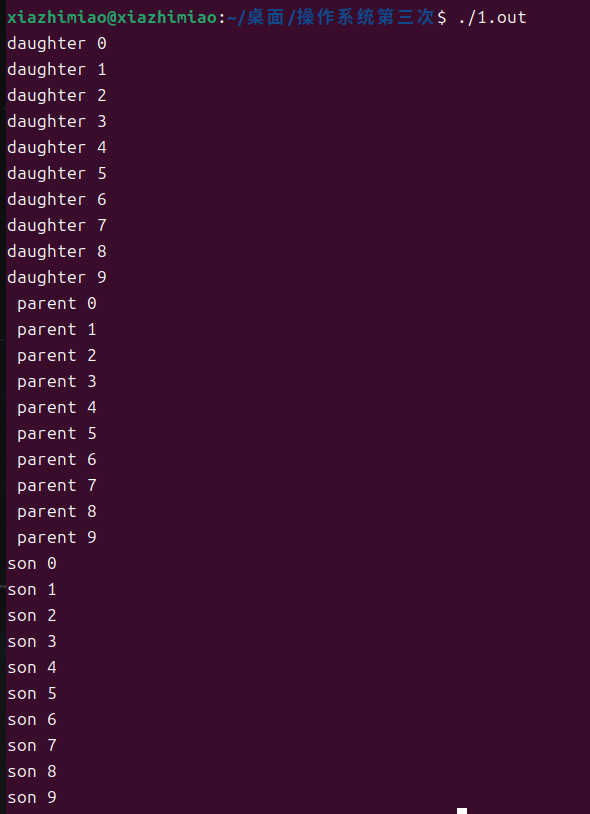 xiazhimiao@xiazhimiao:~/桌面/操作系统第三次$ ./1.out
daughter 0
daughter 1
daughter 2
daughter 3
daughter 4
daughter 5
daughter 6
daughter 7
daughter 8
daughter 9
 parent 0
 parent 1
 parent 2
 parent 3
 parent 4
 parent 5
 parent 6
 parent 7
 parent 8
 parent 9
son 0
son 1
son 2
son 3
son 4
son 5
son 6
son 7
son 8
son 9